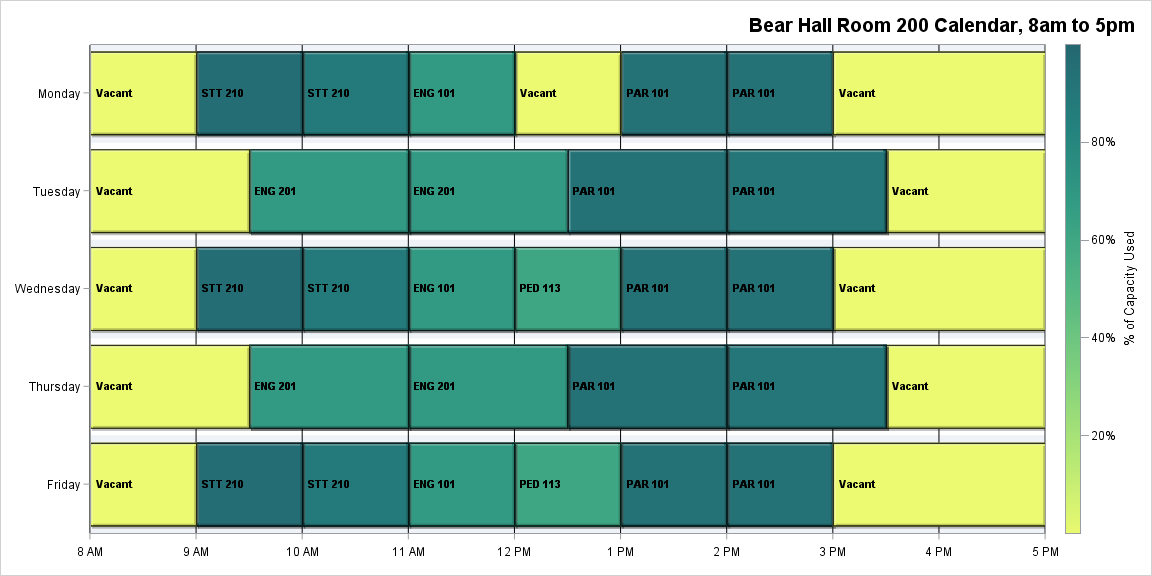 Bear Hall Room 200 Calendar, 8am to 5pm
Monday
Vacant STT 210 STT 210 ENG 101 Vacant PAR 101 PAR 101 Vacant
80%
Tuesday
Vacant ENG 201 ENG 201 PAR 101 PAR 101 Vacant
60%
% of Capacity Used
Wednesday
Vacant STT 210 STT 210 ENG 101 PED 113 PAR 101 PAR 101 Vacant
40%
Thursday
Vacant ENG 201 ENG 201 PAR 101 PAR 101 Vacant
20%
Friday
Vacant STT 210 STT 210 ENG 101 PED 113 PAR 101 PAR 101 Vacant
8 AM 9 AM 10 AM 11 AM 12 PM 1 PM 2 PM 3 PM 4 PM 5 PM